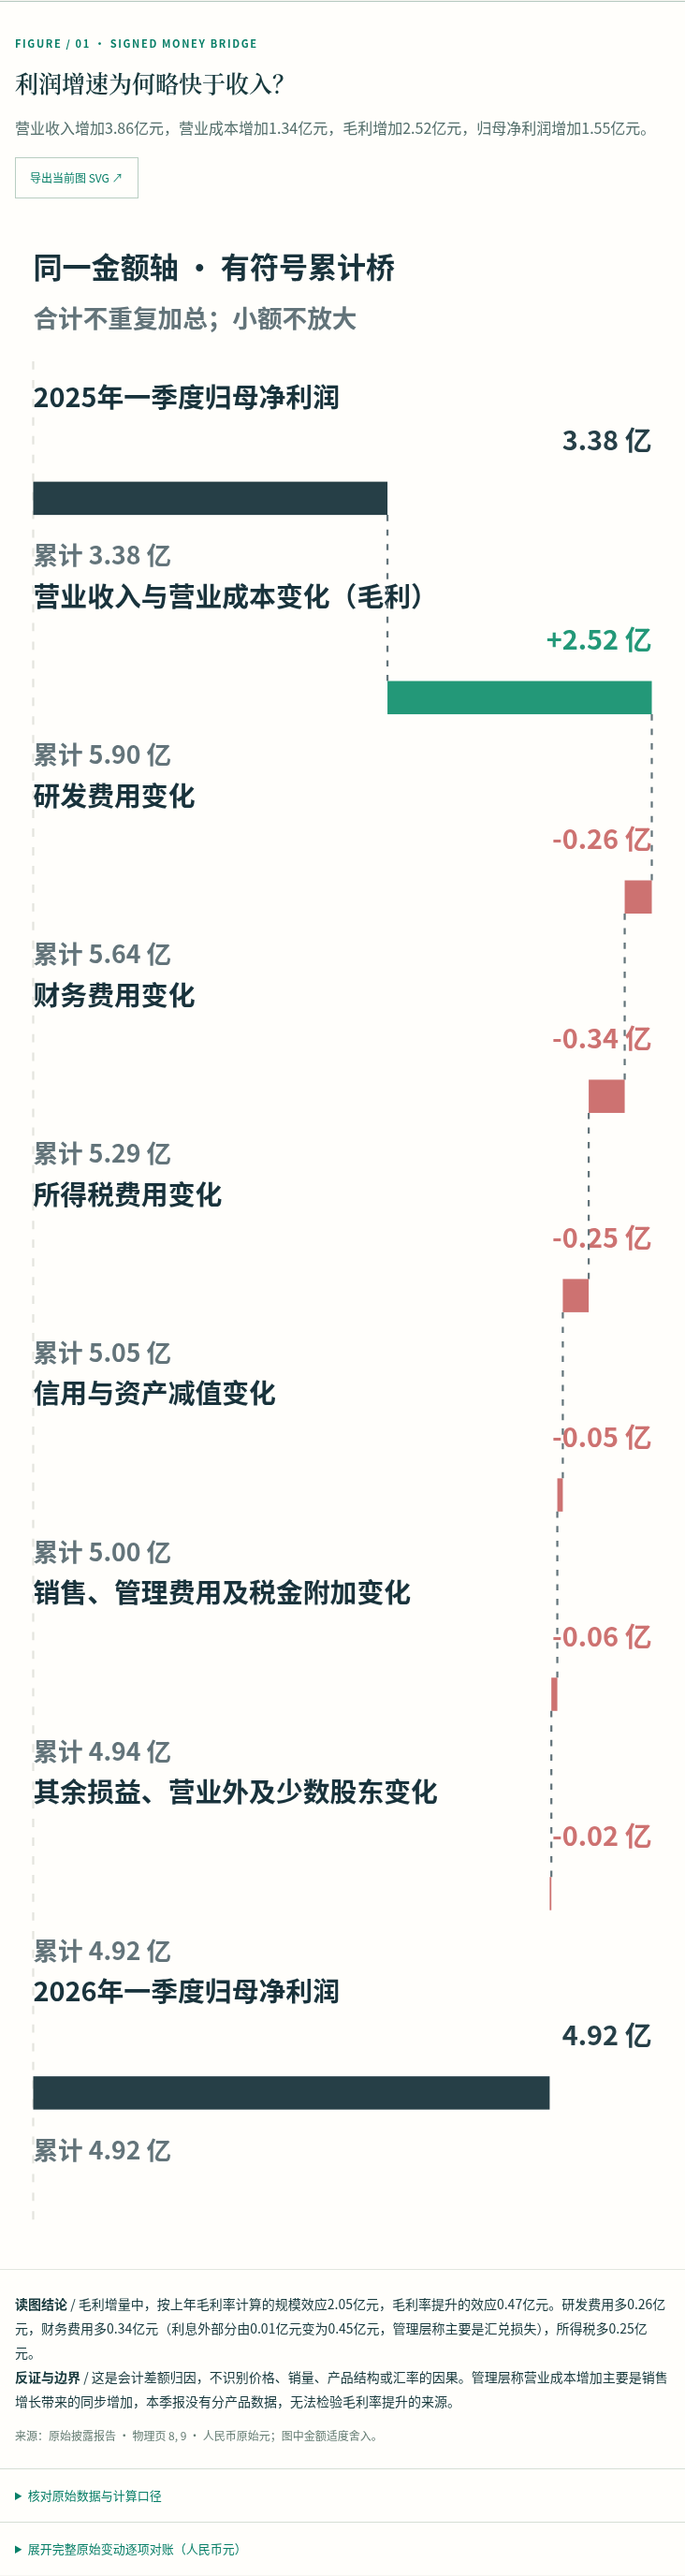 FIGURE / 01 · SIGNED MONEY BRIDGE
利润增速为何略快于收入？
营业收入增加3.86亿元，营业成本增加1.34亿元，毛利增加2.52亿元，归母净利润增加1.55亿元。
导出当前图 SVG ↗
同一金额轴 · 有符号累计桥
合计不重复加总；小额不放大
2025年一季度归母净利润
3.38 亿
累计 3.38 亿
营业收入与营业成本变化（毛利）
+2.52 亿
累计 5.90 亿
研发费用变化
-0.26 亿
累计 5.64 亿
财务费用变化
-0.34 亿
累计 5.29 亿
所得税费用变化
-0.25 亿
累计 5.05 亿
信用与资产减值变化
-0.05 亿
累计 5.00 亿
销售、管理费用及税金附加变化
-0.06 亿
累计 4.94 亿
其余损益、营业外及少数股东变化
-0.02 亿
累计 4.92 亿
2026年一季度归母净利润
4.92 亿
累计 4.92 亿
读图结论 / 毛利增量中，按上年毛利率计算的规模效应2.05亿元，毛利率提升的效应0.47亿元。研发费用多0.26亿
元，财务费用多0.34亿元（利息外部分由0.01亿元变为0.45亿元，管理层称主要是汇兑损失），所得税多0.25亿
元。
反证与边界 / 这是会计差额归因，不识别价格、销量、产品结构或汇率的因果。管理层称营业成本增加主要是销售
增长带来的同步增加，本季报没有分产品数据，无法检验毛利率提升的来源。
来源：原始披露报告 · 物理页 8, 9 · 人民币原始元；图中金额适度舍入。
▶ 核对原始数据与计算口径
▶ 展开完整原始变动逐项对账（人民币元）